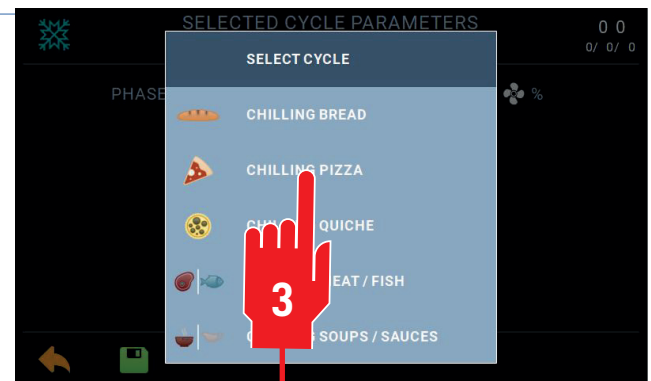 SELECTED CYCLE PARAMETERS
0 0
0/ 0/ 0
SELECT CYCLE
PHASE
%
CHILLING BREAD
CHILLING PIZZA
QUICHE
EAT / FISH
3
SOUPS / SAUCES